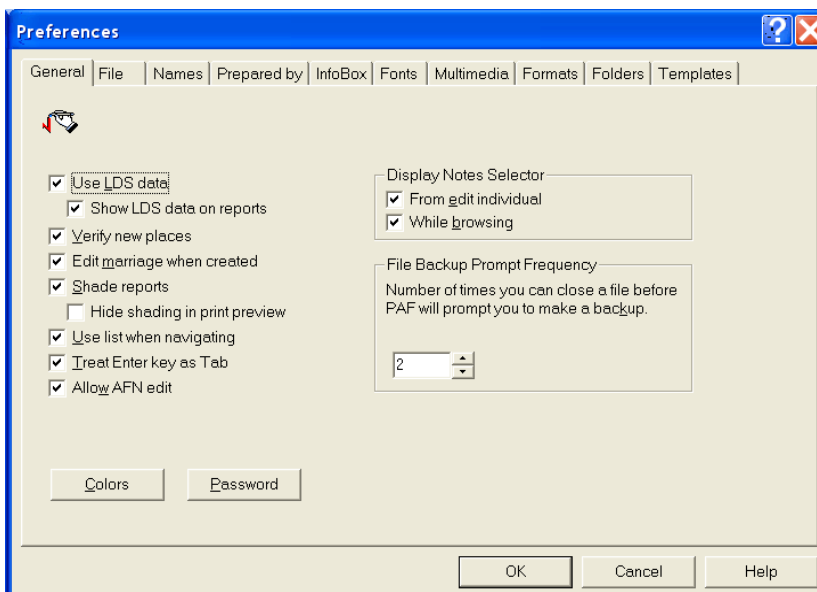 Preferences
General File Names Prepared by InfoBox Fonts Multimedia Formats Folders Templates
Use LDS data
Show LDS data on reports
Verify new places
Edit marriage when created
Shade reports
Hide shading in print preview
Use list when navigating
Treat Enter key as Tab
Allow AFN edit
Display Notes Selector
From edit individual
While browsing
File Backup Prompt Frequency
Number of times you can close a file before
PAF will prompt you to make a backup.
2
Colors Password
OK Cancel Help